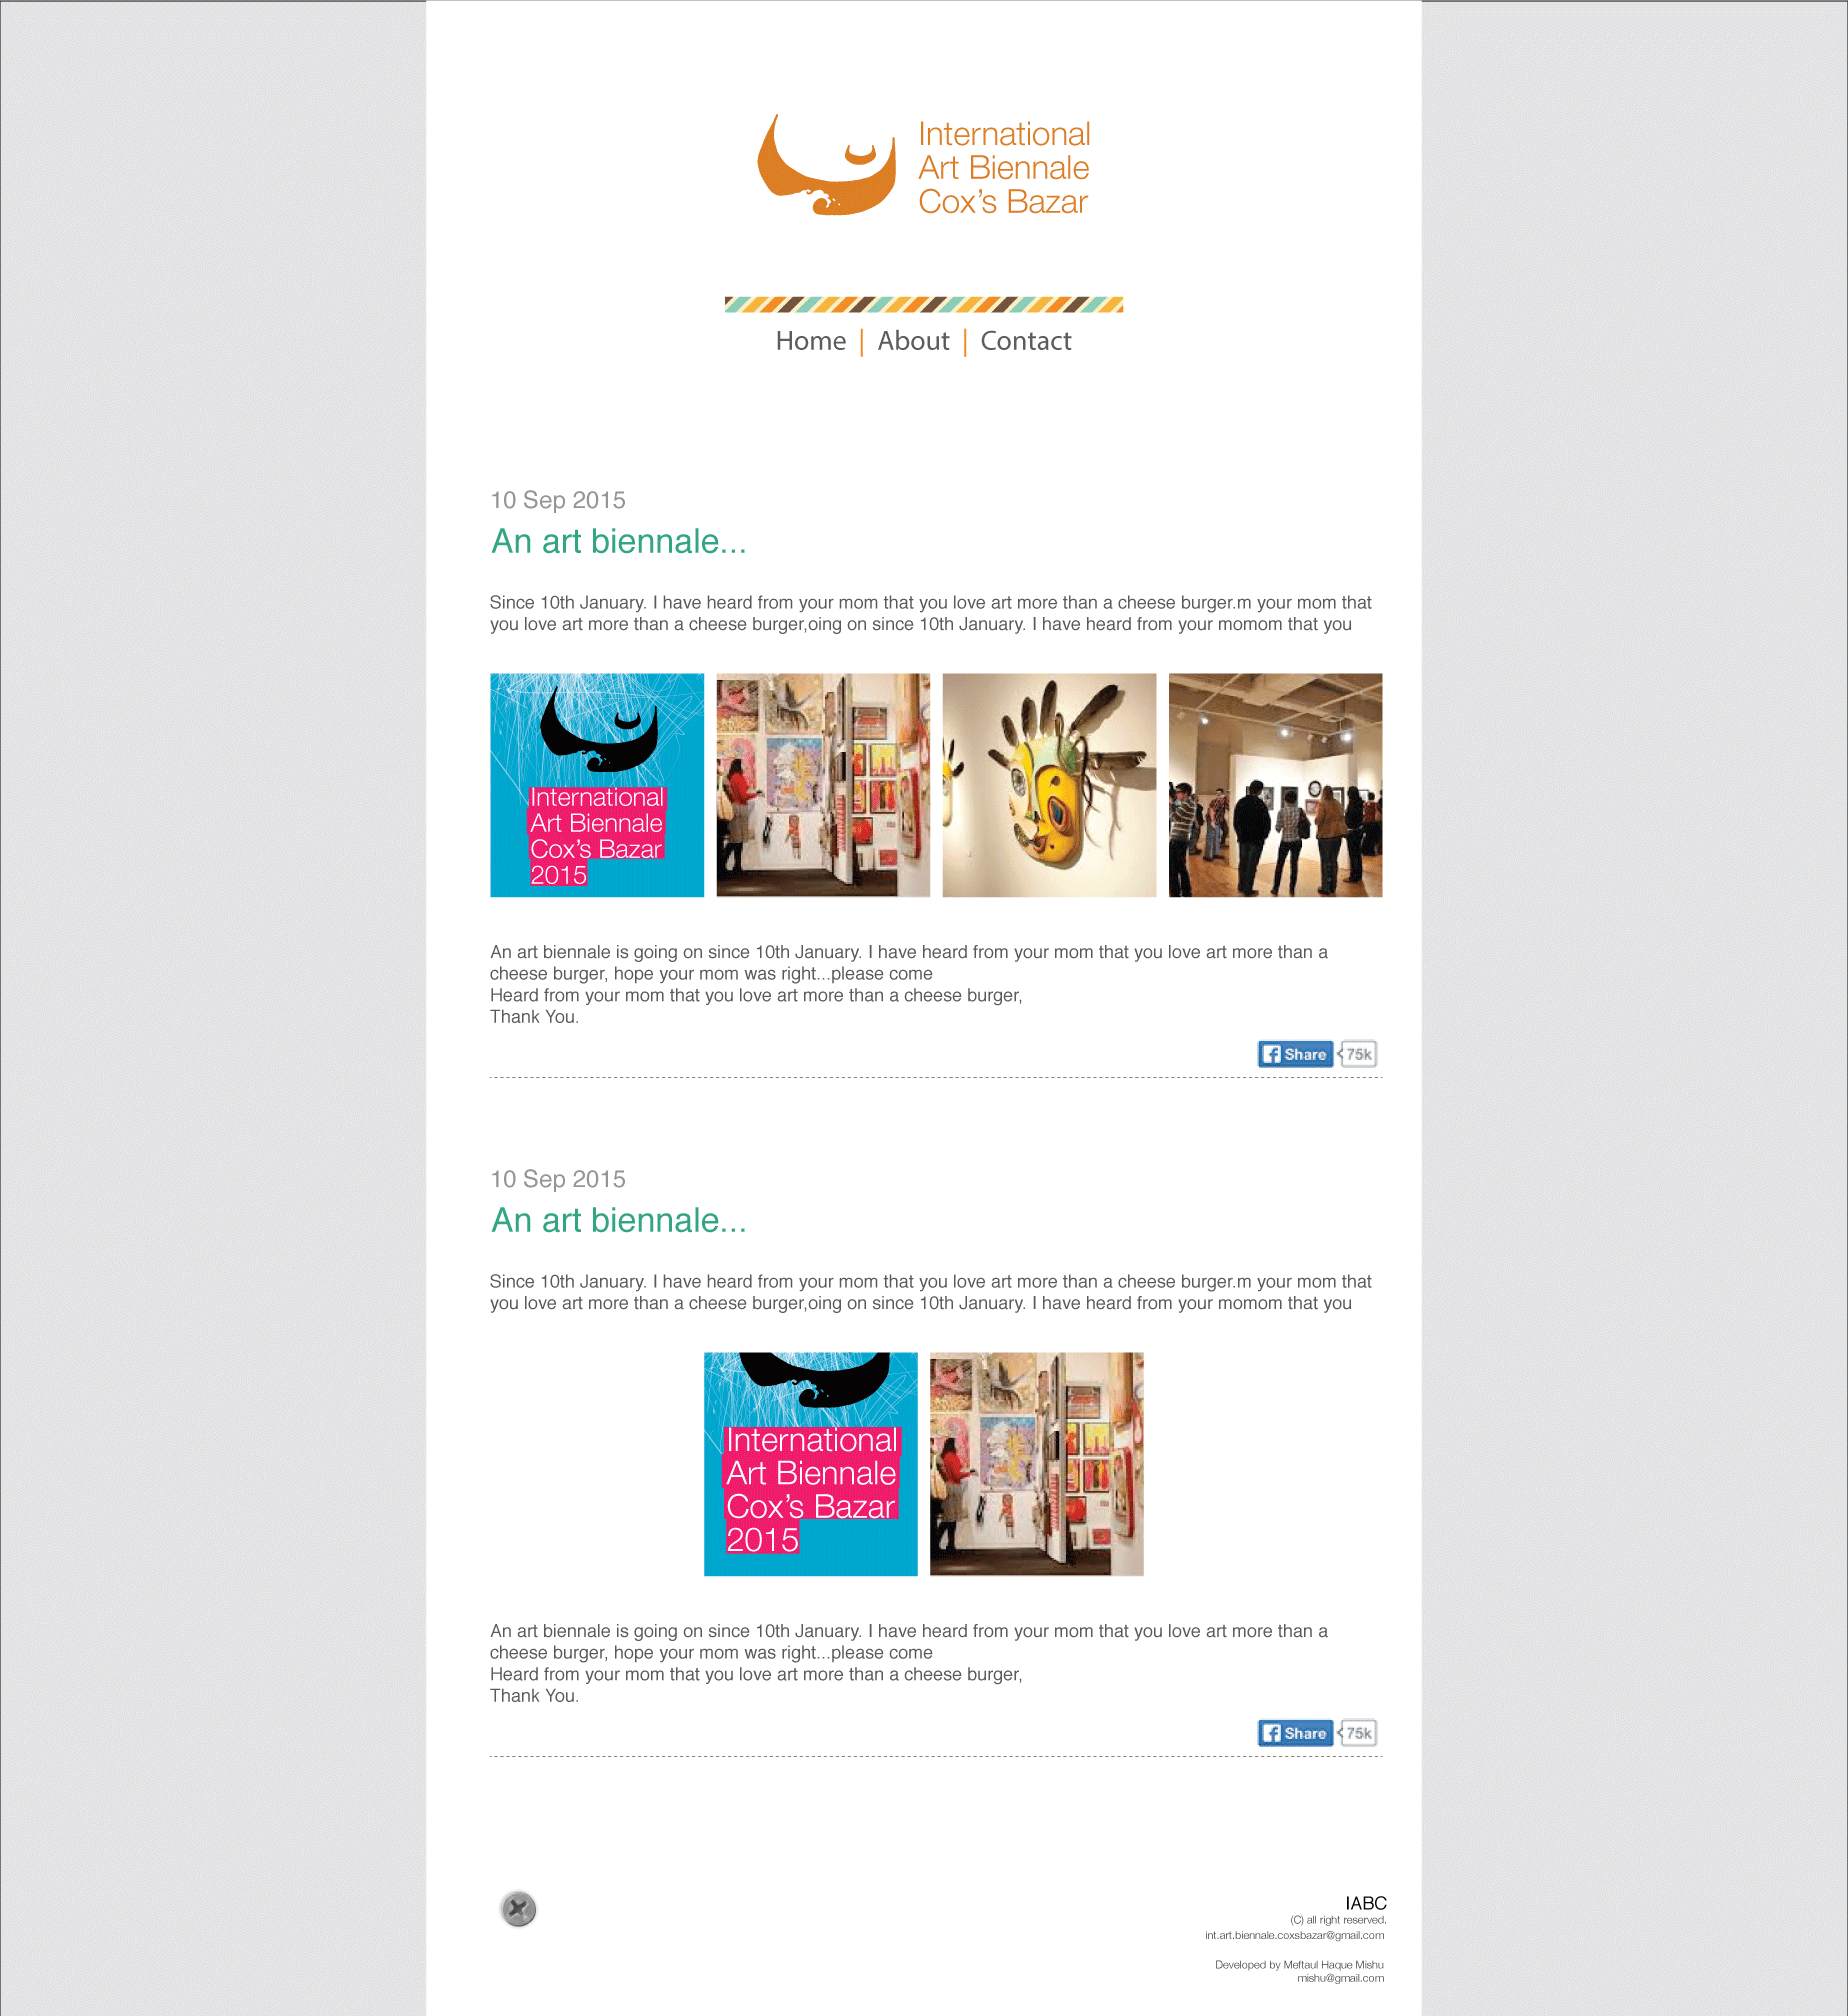 International
Art Biennale
Cox's Bazar
Home | About | Contact
10 Sep 2015
An art biennale...
Since 10th January. I have heard from your mom that you love art more than a cheese burger.m your mom that
you love art more than a cheese burger,oing on since 10th January. I have heard from your momom that you
International
Art Biennale
Cox's Bazar
2015
An art biennale is going on since 10th January. I have heard from your mom that you love art more than a
cheese burger, hope your mom was right...please come
Heard from your mom that you love art more than a cheese burger,
Thank You.
Share 75k
10 Sep 2015
An art biennale...
Since 10th January. I have heard from your mom that you love art more than a cheese burger.m your mom that
you love art more than a cheese burger,oing on since 10th January. I have heard from your momom that you
International
Art Biennale
Cox's Bazar
2015
An art biennale is going on since 10th January. I have heard from your mom that you love art more than a
cheese burger, hope your mom was right...please come
Heard from your mom that you love art more than a cheese burger,
Thank You.
Share 75k
IABC
(C) all right reserved.
int.art.biennale.coxsbazar@gmail.com
Developed by Meftaul Haque Mishu
mishu@gmail.com